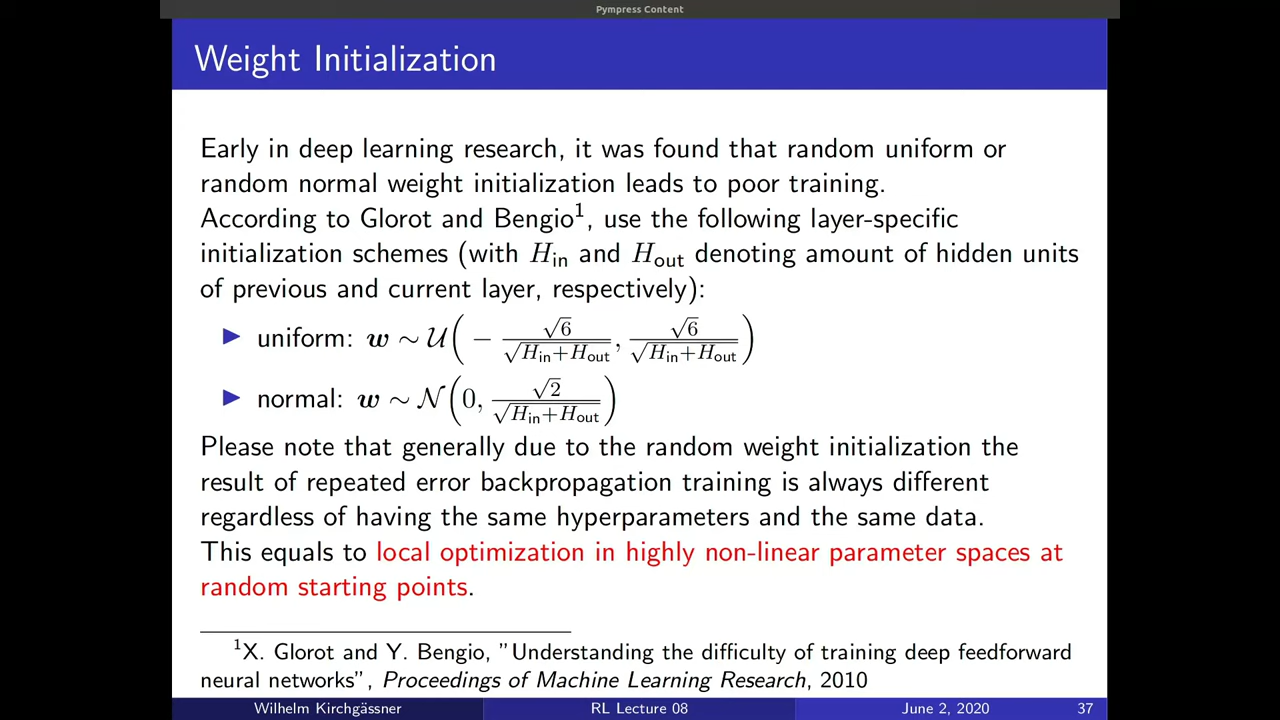 Pympress Content
Weight Initialization
Early in deep learning research, it was found that random uniform or
random normal weight initialization leads to poor training.
According to Glorot and Bengio¹, use the following layer-specific
initialization schemes (with H_in and H_out denoting amount of hidden units
of previous and current layer, respectively):
▶ uniform: w ∼ U(− √6/√(H_in+H_out), √6/√(H_in+H_out))
▶ normal: w ∼ N(0, √2/√(H_in+H_out))
Please note that generally due to the random weight initialization the
result of repeated error backpropagation training is always different
regardless of having the same hyperparameters and the same data.
This equals to local optimization in highly non-linear parameter spaces at
random starting points.
¹X. Glorot and Y. Bengio, ”Understanding the difficulty of training deep feedforward
neural networks”, Proceedings of Machine Learning Research, 2010
Wilhelm Kirchgässner RL Lecture 08 June 2, 2020 37